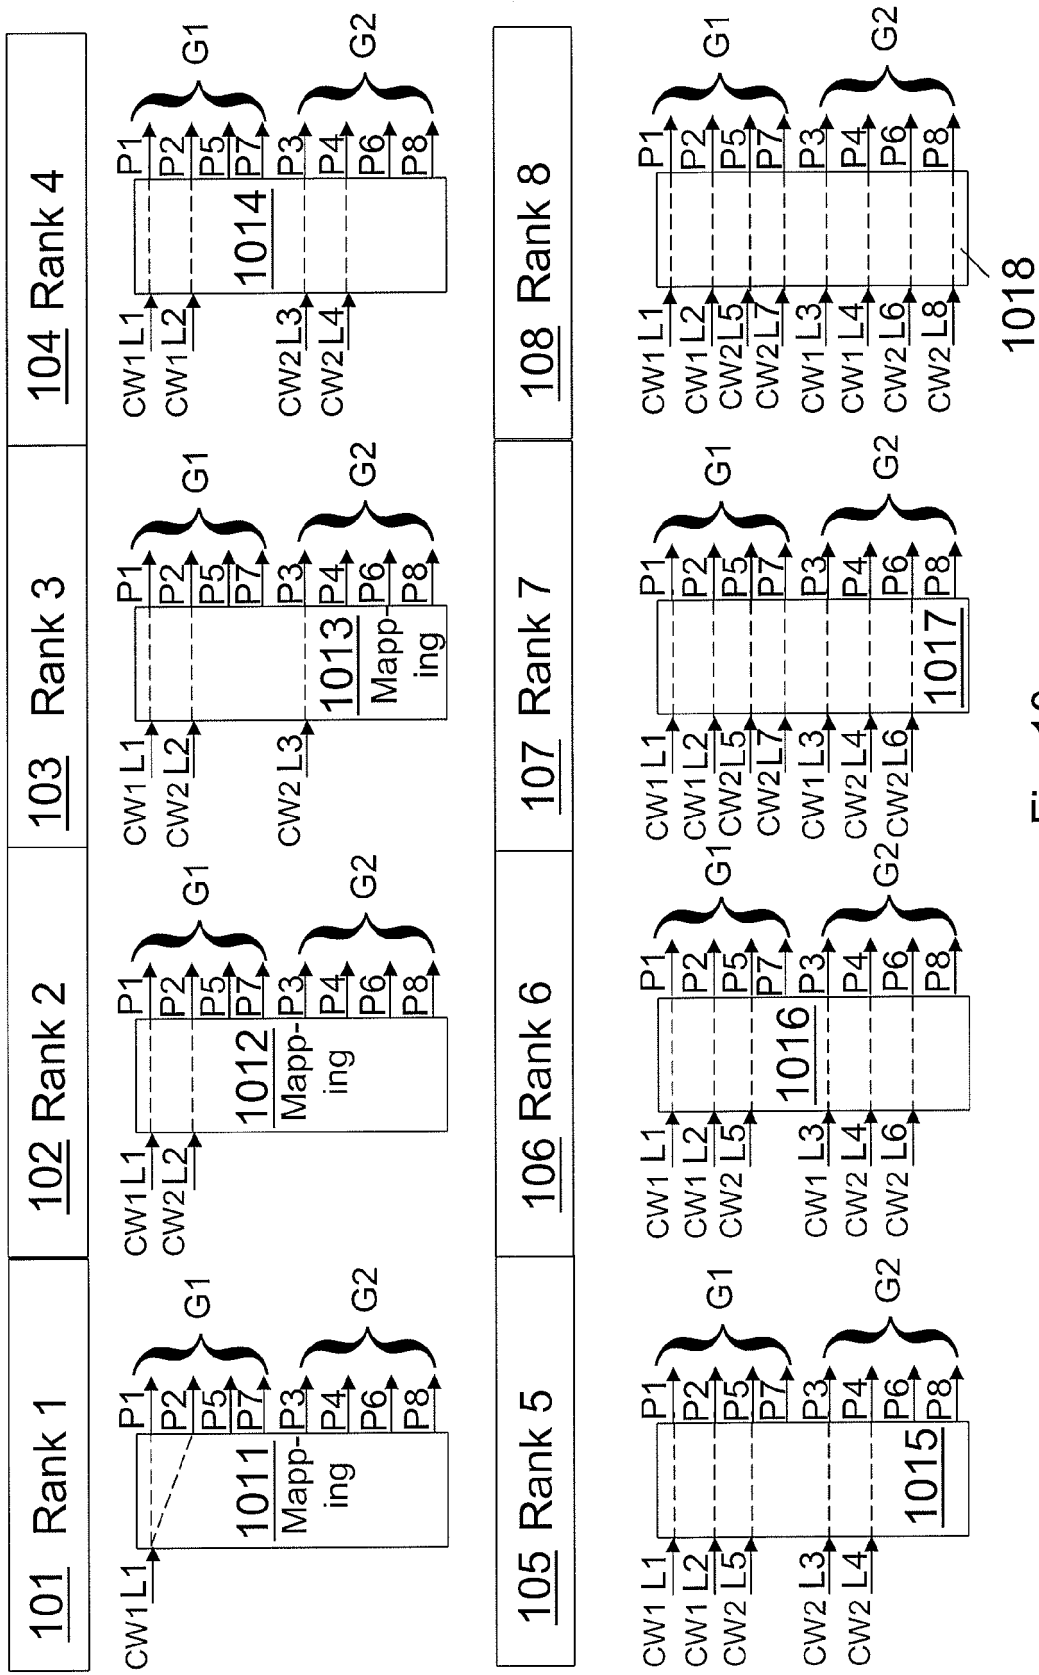 101 Rank 1
CW1 L1
1011
Mapp-
ing
P1
P2
P5
P7
P3
P4
P6
P8
G1
G2
102 Rank 2
CW1 L1
CW2 L2
1012
Mapp-
ing
P1
P2
P5
P7
P3
P4
P6
P8
G1
G2
103 Rank 3
CW1 L1
CW2 L2
CW2 L3
1013
Mapp-
ing
P1
P2
P5
P7
P3
P4
P6
P8
G1
G2
104 Rank 4
CW1 L1
CW1 L2
CW2 L3
CW2 L4
1014
P1
P2
P5
P7
P3
P4
P6
P8
G1
G2
105 Rank 5
CW1 L1
CW1 L2
CW2 L5
CW2 L3
CW2 L4
1015
P1
P2
P5
P7
P3
P4
P6
P8
G1
G2
106 Rank 6
CW1 L1
CW1 L2
CW2 L5
CW1 L3
CW2 L4
CW2 L6
1016
P1
P2
P5
P7
P3
P4
P6
P8
G1
G2
107 Rank 7
CW1 L1
CW1 L2
CW2 L5
CW2 L7
CW1 L3
CW2 L4
CW2 L6
1017
P1
P2
P5
P7
P3
P4
P6
P8
G1
G2
108 Rank 8
CW1 L1
CW1 L2
CW2 L5
CW2 L7
CW1 L3
CW1 L4
CW2 L6
CW2 L8
P1
P2
P5
P7
P3
P4
P6
P8
G1
G2
1018